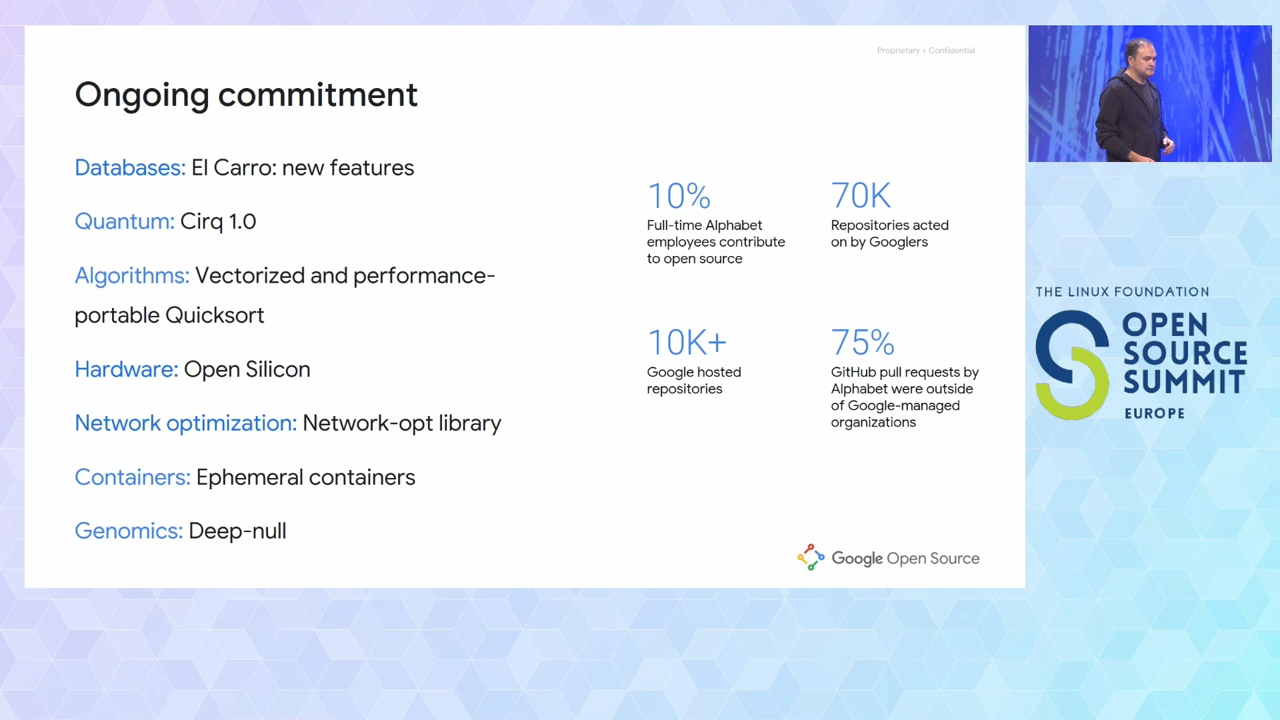 Proprietary + Confidential
Ongoing commitment
Databases: El Carro: new features
Quantum: Cirq 1.0
Algorithms: Vectorized and performance-
portable Quicksort
Hardware: Open Silicon
Network optimization: Network-opt library
Containers: Ephemeral containers
Genomics: Deep-null
10%
Full-time Alphabet
employees contribute
to open source
70K
Repositories acted
on by Googlers
10K+
Google hosted
repositories
75%
GitHub pull requests by
Alphabet were outside
of Google-managed
organizations
Google Open Source
THE LINUX FOUNDATION
OPEN
SOURCE
SUMMIT
EUROPE